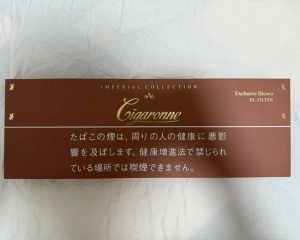 IMPERIAL COLLECTION
Cigaronne
Exclusive Brown
XL FILTER
たばこの煙は、周りの人の健康に悪影
響を及ぼします。健康増進法で禁じられ
ている場所では喫煙できません。